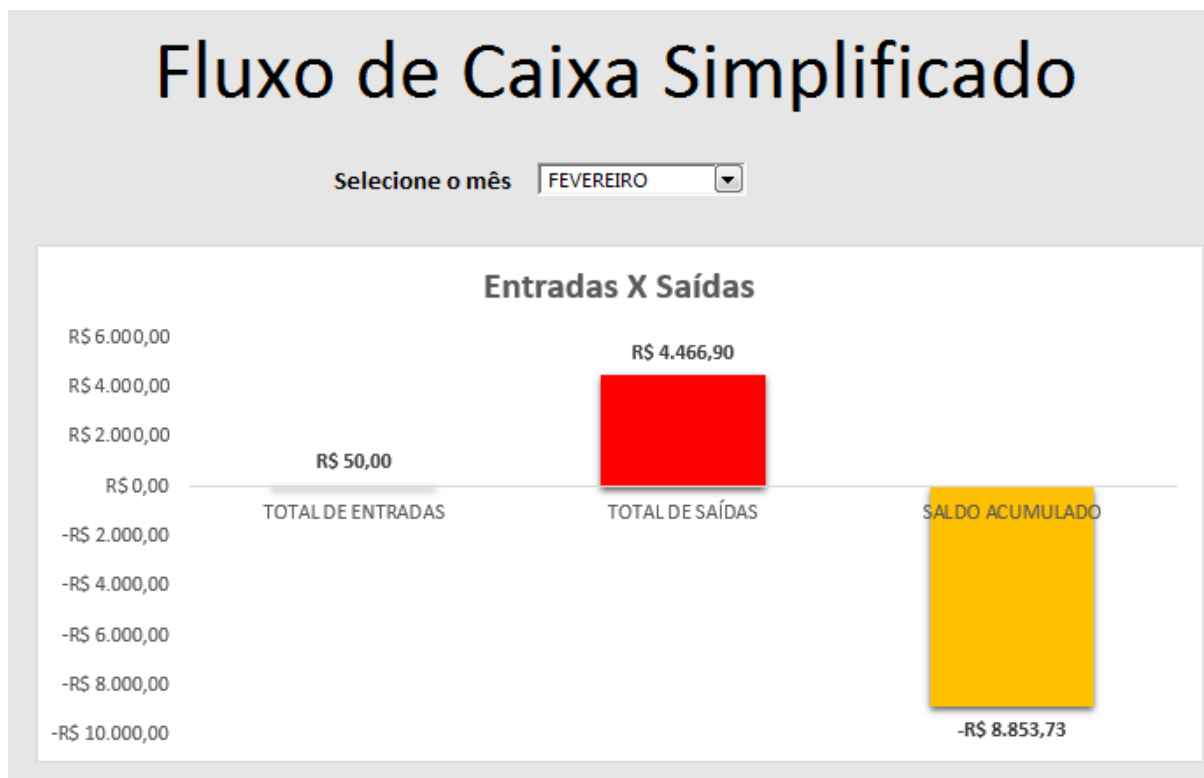 Fluxo de Caixa Simplificado
Selecione o mês FEVEREIRO
Entradas X Saídas
R$ 6.000,00
R$ 4.466,90
R$ 4.000,00
R$ 2.000,00
R$ 50,00
R$ 0,00
TOTAL DE ENTRADAS TOTAL DE SAÍDAS SALDO ACUMULADO
-R$ 2.000,00
-R$ 4.000,00
-R$ 6.000,00
-R$ 8.000,00
-R$ 10.000,00
-R$ 8.853,73